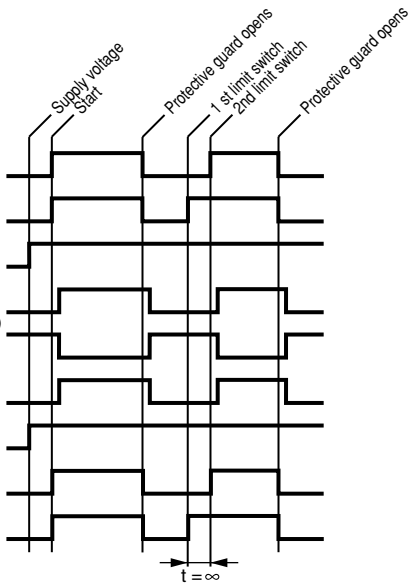 Supply voltage
Start
Protective guard opens
1 st limit switch
2nd limit switch
Protective guard opens
t = ∞